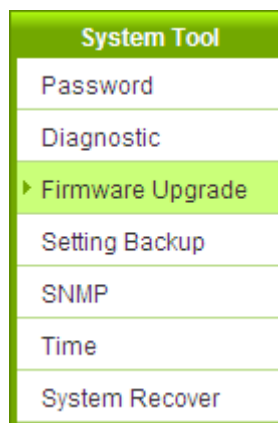 System Tool
Password
Diagnostic
Firmware Upgrade
Setting Backup
SNMP
Time
System Recover